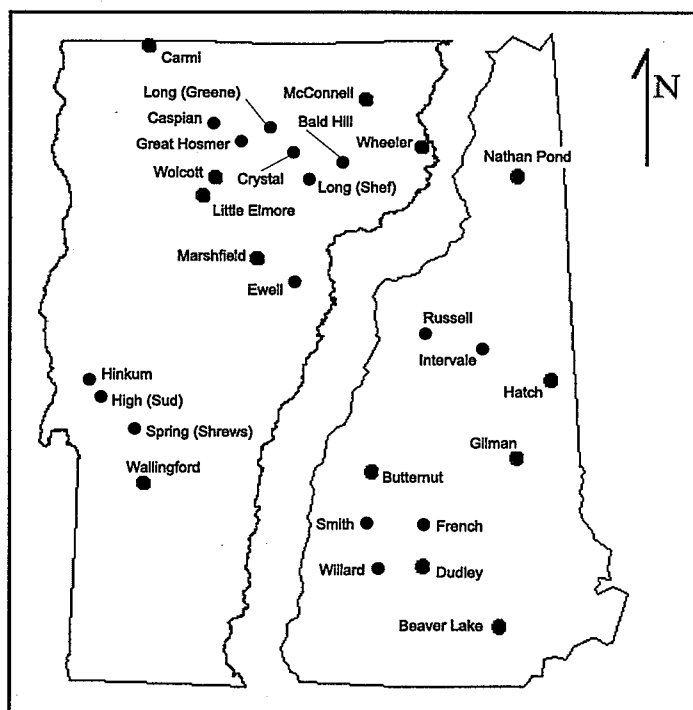 Carmi
N
Long (Greene)
McConnell
Caspian
Bald Hill
Great Hosmer
Wheeler
Nathan Pond
Wolcott
Crystal
Long (Shef)
Little Elmore
Marshfield
Ewell
Russell
Intervale
Hinkum
Hatch
High (Sud)
Spring (Shrews)
Gilman
Wallingford
Butternut
Smith
French
Willard
Dudley
Beaver Lake